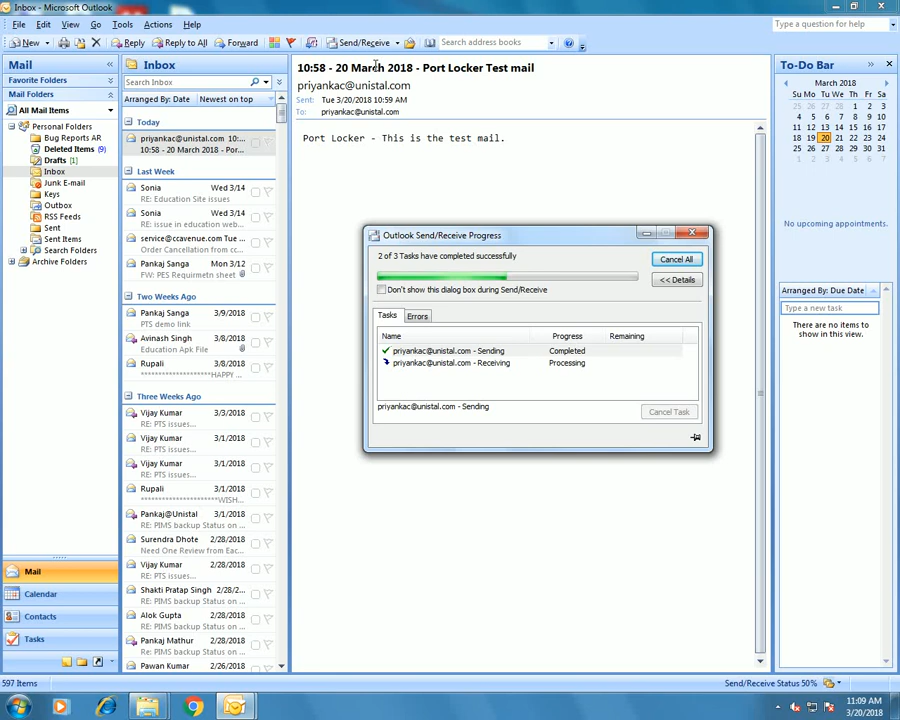 Inbox - Microsoft Outlook
File Edit View Go Tools Actions Help
Type a question for help
New Reply Reply to All Forward Send/Receive Search address books
Mail «
Favorite Folders
Mail Folders
All Mail Items
Personal Folders
Bug Reports AR
Deleted Items (9)
Drafts [1]
Inbox
Junk E-mail
Keys
Outbox
RSS Feeds
Sent
Sent Items
Search Folders
Archive Folders
Mail
Calendar
Contacts
Tasks
Inbox
Search Inbox
Arranged By: Date Newest on top
Today
priyankac@unistal.com 10:...
10:58 - 20 March 2018 - Por...
Last Week
Sonia Wed 3/14
RE: Education Site issues
Sonia Wed 3/14
RE: issue in education web...
service@ccavenue.com Tue ...
Order Cancellation from cc...
Pankaj Sanga Mon 3/12
FW: PES Requirmetn sheet
Two Weeks Ago
Pankaj Sanga 3/9/2018
PTS demo link
Avinash Singh 3/8/2018
Education Apk File
Rupali 3/8/2018
******************HAPPY ...
Three Weeks Ago
Vijay Kumar 3/3/2018
RE: PTS issues...
Vijay Kumar 3/1/2018
RE: PTS issues...
Vijay Kumar 3/1/2018
RE: PTS issues...
Rupali 3/1/2018
******************WISH...
Pankaj@Unistal 3/1/2018
RE: PIMS backup Status on ...
Surendra Dhote 2/28/2018
Need One Review from Eac...
Vijay Kumar 2/28/2018
RE: PTS issues...
Shakti Pratap Singh 2/28/2...
RE: PIMS backup Status on ...
Alok Gupta 2/28/2018
RE: PIMS backup Status on ...
Pankaj Mathur 2/28/2018
RE: PIMS backup Status on ...
Pawan Kumar 2/26/2018
10:58 - 20 March 2018 - Port Locker Test mail
priyankac@unistal.com
Sent: Tue 3/20/2018 10:59 AM
To: priyankac@unistal.com
Port Locker - This is the test mail.
Outlook Send/Receive Progress
2 of 3 Tasks have completed successfully
Cancel All
Don't show this dialog box during Send/Receive
<< Details
Tasks Errors
Name Progress Remaining
priyankac@unistal.com - Sending Completed
priyankac@unistal.com - Receiving Processing
priyankac@unistal.com - Sending
Cancel Task
To-Do Bar
March 2018
Su Mo Tu We Th Fr Sa
25 26 27 28 1 2 3
4 5 6 7 8 9 10
11 12 13 14 15 16 17
18 19 20 21 22 23 24
25 26 27 28 29 30 31
No upcoming appointments.
Arranged By: Due Date
Type a new task
There are no items to
show in this view.
597 Items
Send/Receive Status 50%
11:09 AM
3/20/2018